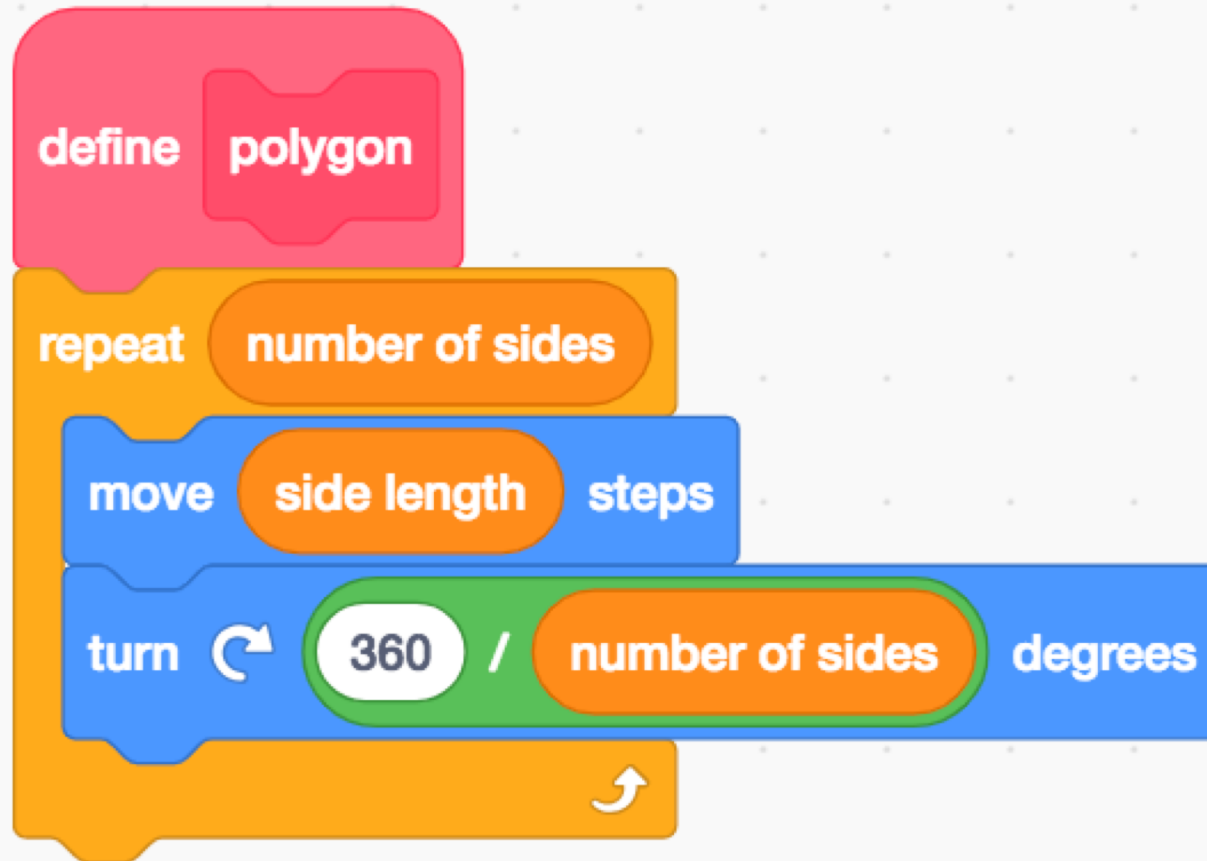 define polygon
repeat number of sides
move side length steps
turn 360 / number of sides degrees